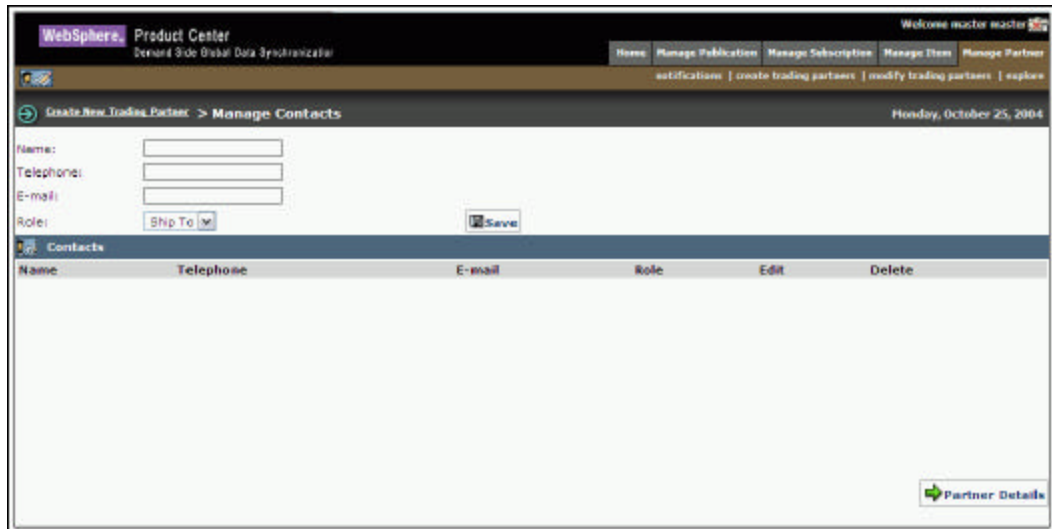 Welcome master master
WebSphere. Product Center
Demand Side Global Data Synchronization
Home Manage Publication Manage Subscription Manage Item Manage Partner
notifications | create trading partners | modify trading partners | explore
Create New Trading Partner > Manage Contacts Monday, October 25, 2004
Name:
Telephone:
E-mail:
Role: Ship To Save
Contacts
Name Telephone E-mail Role Edit Delete
Partner Details